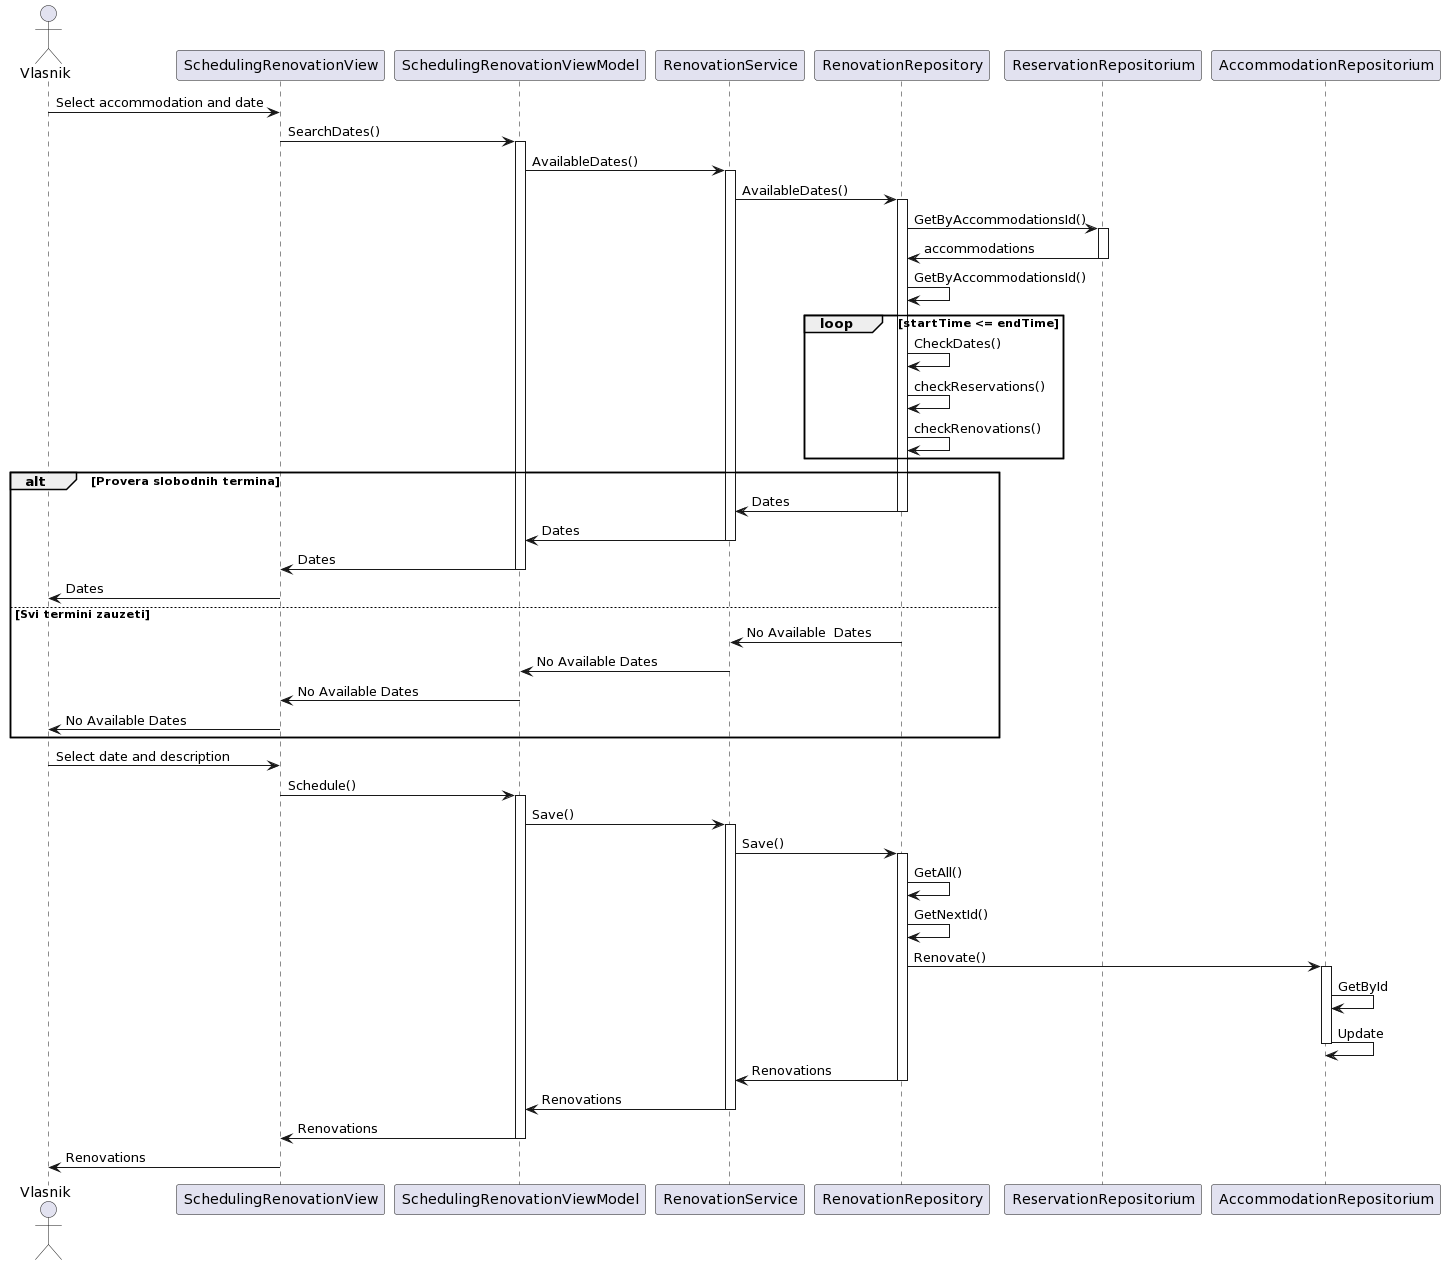 Vlasnik
SchedulingRenovationView
SchedulingRenovationViewModel
RenovationService
RenovationRepository
ReservationRepositorium
AccommodationRepositorium
Select accommodation and date
SearchDates()
AvailableDates()
AvailableDates()
GetByAccommodationsId()
accommodations
GetByAccommodationsId()
loop
[startTime <= endTime]
CheckDates()
checkReservations()
checkRenovations()
alt
[Provera slobodnih termina]
Dates
Dates
Dates
Dates
[Svi termini zauzeti]
No Available  Dates
No Available Dates
No Available Dates
No Available Dates
Select date and description
Schedule()
Save()
Save()
GetAll()
GetNextId()
Renovate()
GetById
Update
Renovations
Renovations
Renovations
Renovations
Vlasnik
SchedulingRenovationView
SchedulingRenovationViewModel
RenovationService
RenovationRepository
ReservationRepositorium
AccommodationRepositorium